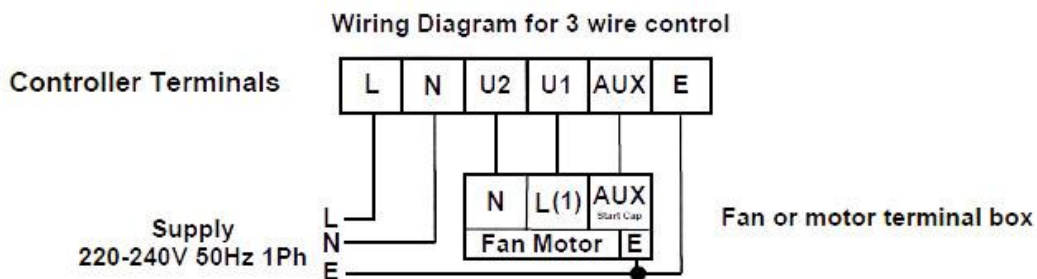 Wiring Diagram for 3 wire control
Controller Terminals
L N U2 U1 AUX E
N L(1) AUX
Start Cap
Fan Motor E
Fan or motor terminal box
Supply
220-240V 50Hz 1Ph
L
N
E